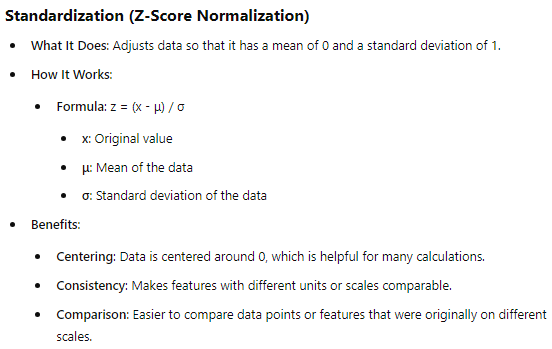 Standardization (Z-Score Normalization)
• What It Does: Adjusts data so that it has a mean of 0 and a standard deviation of 1.
• How It Works:
• Formula: z = (x - μ) / σ
• x: Original value
• μ: Mean of the data
• σ: Standard deviation of the data
• Benefits:
• Centering: Data is centered around 0, which is helpful for many calculations.
• Consistency: Makes features with different units or scales comparable.
• Comparison: Easier to compare data points or features that were originally on different
scales.